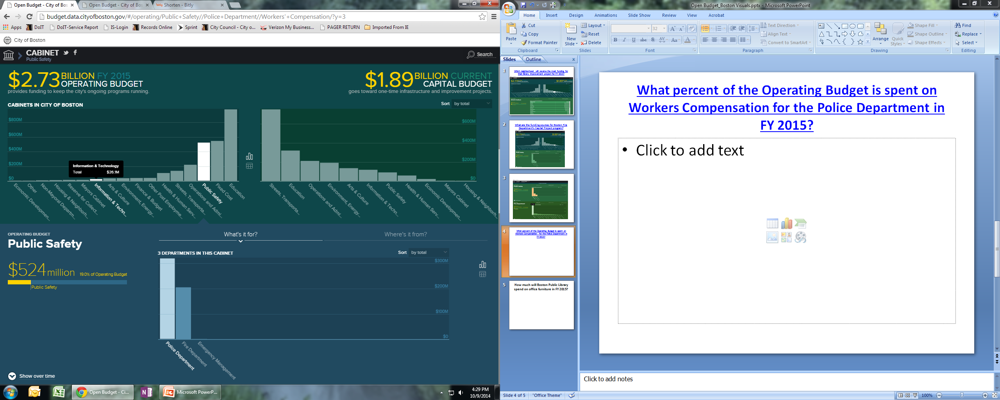 Open Budget - City of Bos
Open Budget - City of Bos
bitly Shorten - Bitly
budget.data.cityofboston.gov/#/operating/Public+Safety//Police+Department//Workers'+Compensation/?y=3
Apps
DoIT
DoIT-Service Report
IS-Login
Records Online
Sprint
City Council - City o...
Verizon My Business...
PAGER RETURN
Imported From IE
City of Boston
CABINET
Public Safety
Search
$2.73 BILLION FY 2015
OPERATING BUDGET
provides funding to keep the city's ongoing programs running.
$1.89 BILLION CURRENT
CAPITAL BUDGET
goes toward one-time infrastructure and improvement projects.
CABINETS IN CITY OF BOSTON
Sort by total
$800M
$600M
$400M
$200M
$0
Information & Technology
Total $26.1M
Economic Developmen...
Other
Non-Mayoral Departm...
Housing & Neighborh...
Reserve for Collect...
Mayors Cabinet
Information & Techn...
Arts & Culture
Environment, Energy...
Finance & Budget
Other Post Employme...
Health & Human Serv...
Streets, Transporta...
Operations and Admi...
Public Safety
Fixed Cost
Education
$600M
$400M
$200M
$0
Streets, Transporta...
Education
Operations and Admi...
Environment, Energy...
Arts & Culture
Information & Techn...
Public Safety
Health & Human Serv...
Economic Developmen...
Mayors Cabinet
Housing & Neighborh...
OPERATING BUDGET
Public Safety
$524 million 19.0% of Operating Budget
Public Safety
What's it for?
Where's it from?
3 DEPARTMENTS IN THIS CABINET
Sort by total
$300M
$200M
$100M
$0
Police Department
Fire Department
Emergency Management
Show over time
Open Budget - Ci...
Microsoft PowerP...
4:29 PM
10/9/2014
Open Budget_Boston Visuals.pptx - Microsoft PowerPoint
Home
Insert
Design
Animations
Slide Show
Review
View
Acrobat
Paste
Cut
Copy
Format Painter
Clipboard
New Slide
Layout
Reset
Delete
Slides
32
Font
Text Direction
Align Text
Convert to SmartArt
Paragraph
Arrange
Quick Styles
Shape Fill
Shape Outline
Shape Effects
Drawing
Find
Replace
Select
Editing
Slides
Outline
1
Which neighborhood will receive the most funding for
their library improvement project for FY 2015?
2
What are the funding sources for Boston Fire
Department's Capital Project program?
3
4
What percent of the Operating Budget is spent on
Workers Compensation for the Police Department in
FY 2015?
5
How much will Boston Public Library
spend on office furniture in FY 2015?
What percent of the Operating Budget is spent on
Workers Compensation for the Police Department in
FY 2015?
• Click to add text
Click to add notes
Slide 4 of 5
"Office Theme"
100%